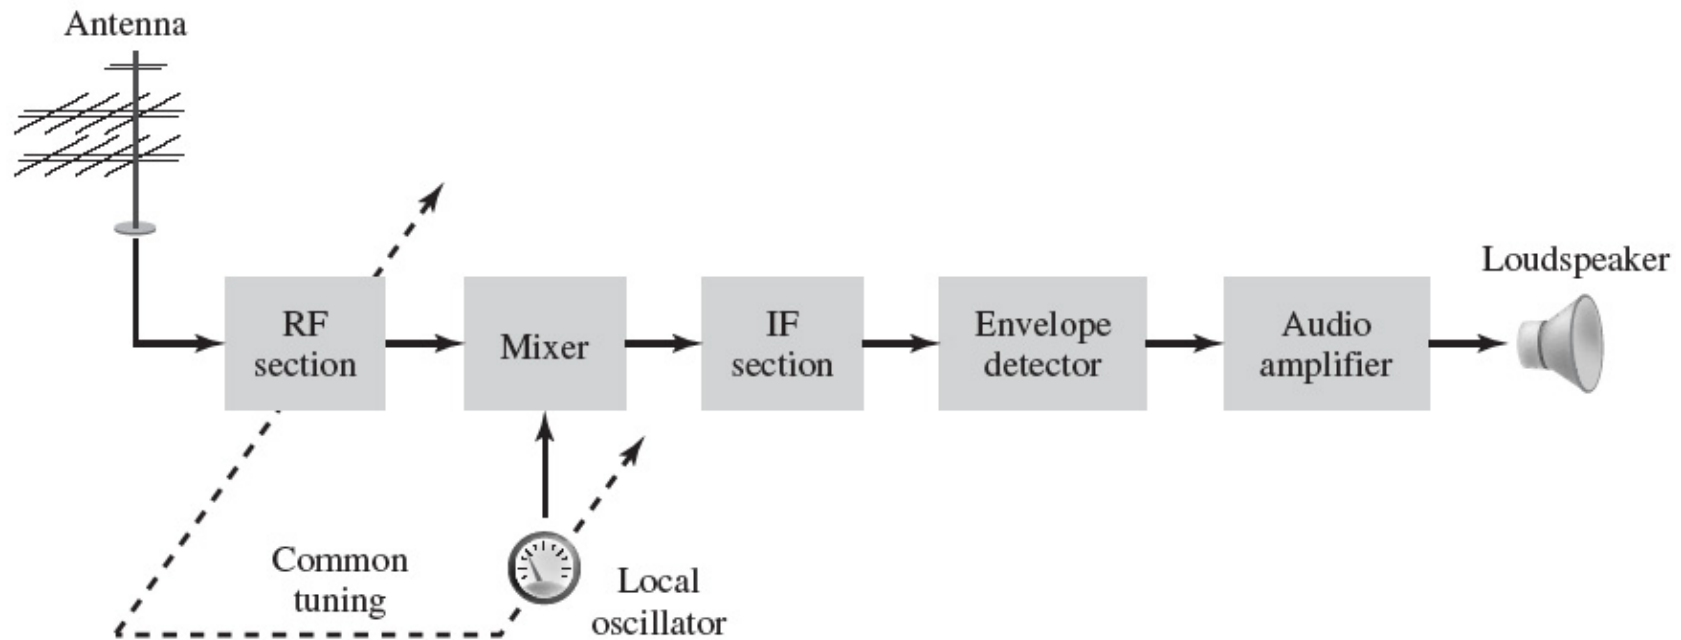 Antenna
Loudspeaker
RF
section
Mixer
IF
section
Envelope
detector
Audio
amplifier
Common
tuning
Local
oscillator